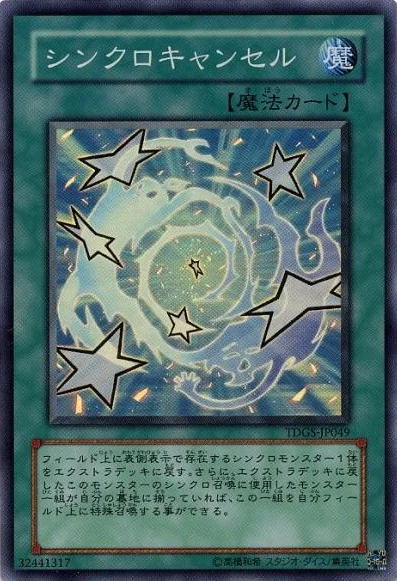 シンクロキャンセル
魔
【魔法カード】
TDGS-JP049
フィールド上に表側表示で存在するシンクロモンスター１体
をエクストラデッキに戻す。さらに、エクストラデッキに戻
したこのモンスターのシンクロ召喚に使用したモンスター
一組が自分の墓地に揃っていれば、この一組を自分フィー
ルド上に特殊召喚する事ができる。
32441317
©高橋和希 スタジオ・ダイス/集英社